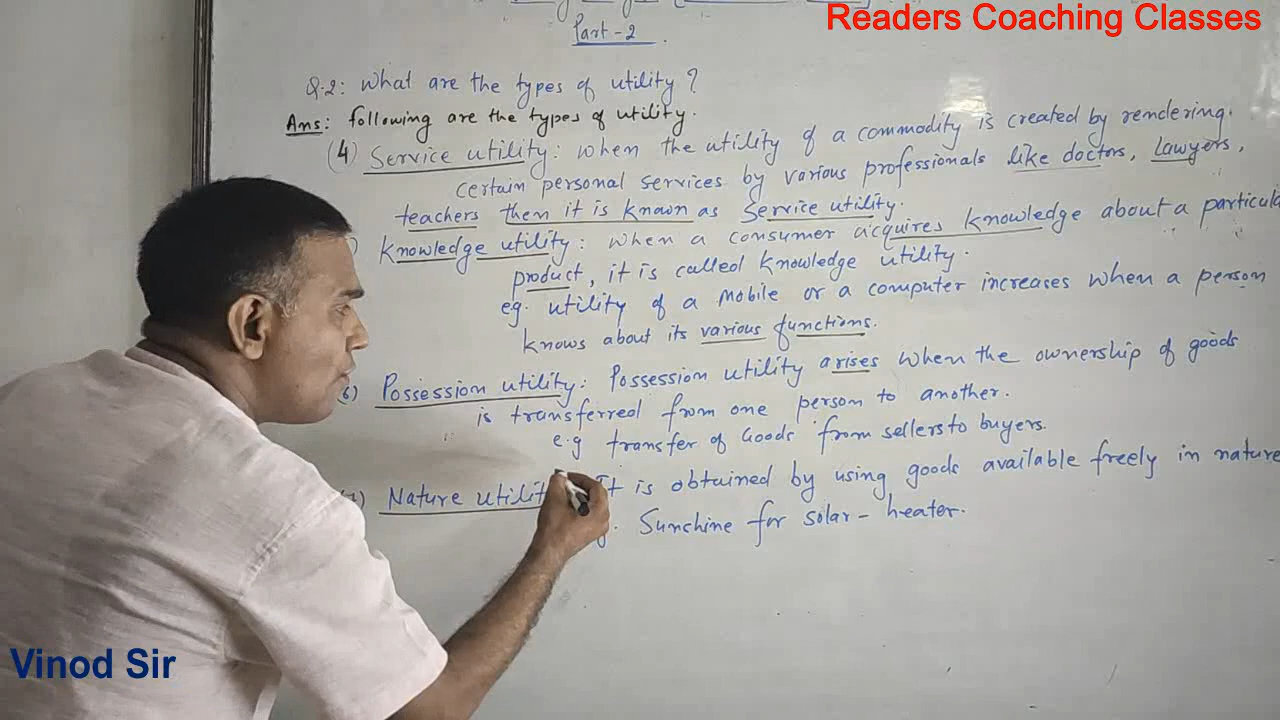 Readers Coaching Classes
Part-2
Q.2: What are the types of utility?
Ans: following are the types of utility.
(4) Service utility: when the utility of a commodity is created by rendering.
certain personal services by various professionals like doctors, Lawyers,
teachers then it is known as Service utility.
) Knowledge utility: when a consumer acquires knowledge about a particula
product, it is called knowledge utility.
eg. utility of a mobile or a computer increases when a person
knows about its various functions.
(6) Possession utility: Possession utility arises when the ownership of goods
is transferred from one person to another.
e.g transfer of Goods from sellers to buyers.
(7) Nature utilit It is obtained by using goods available freely in nature
g. Sunshine for solar-heater.
Vinod Sir